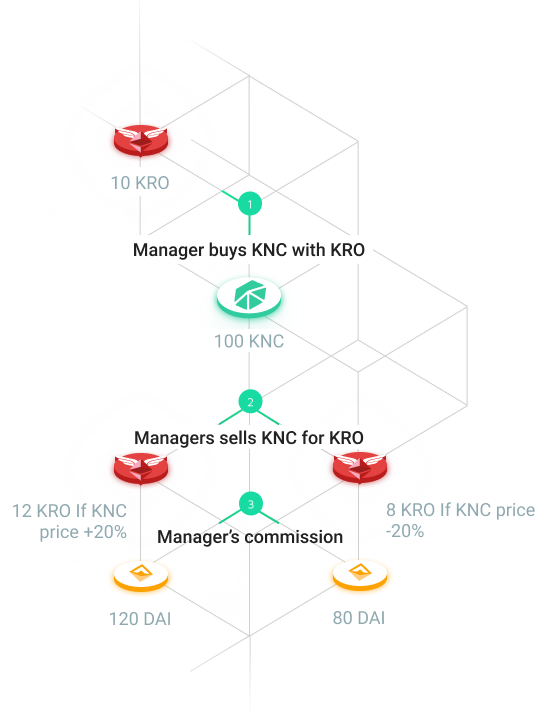 10 KRO
1
Manager buys KNC with KRO
100 KNC
2
Managers sells KNC for KRO
12 KRO If KNC
price +20%
8 KRO If KNC price
-20%
3
Manager’s commission
120 DAI
80 DAI